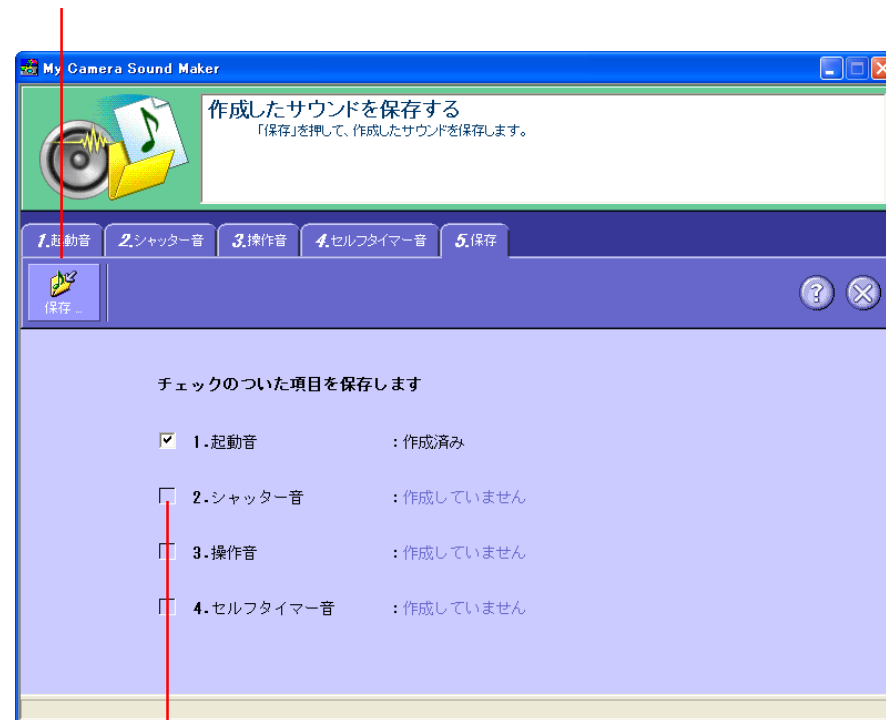 My Camera Sound Maker
作成したサウンドを保存する
「保存」を押して、作成したサウンドを保存します。
1.起動音 2.シャッター音 3.操作音 4.セルフタイマー音 5.保存
保存...
チェックのついた項目を保存します
1.起動音 :作成済み
2.シャッター音 :作成していません
3.操作音 :作成していません
4.セルフタイマー音 :作成していません